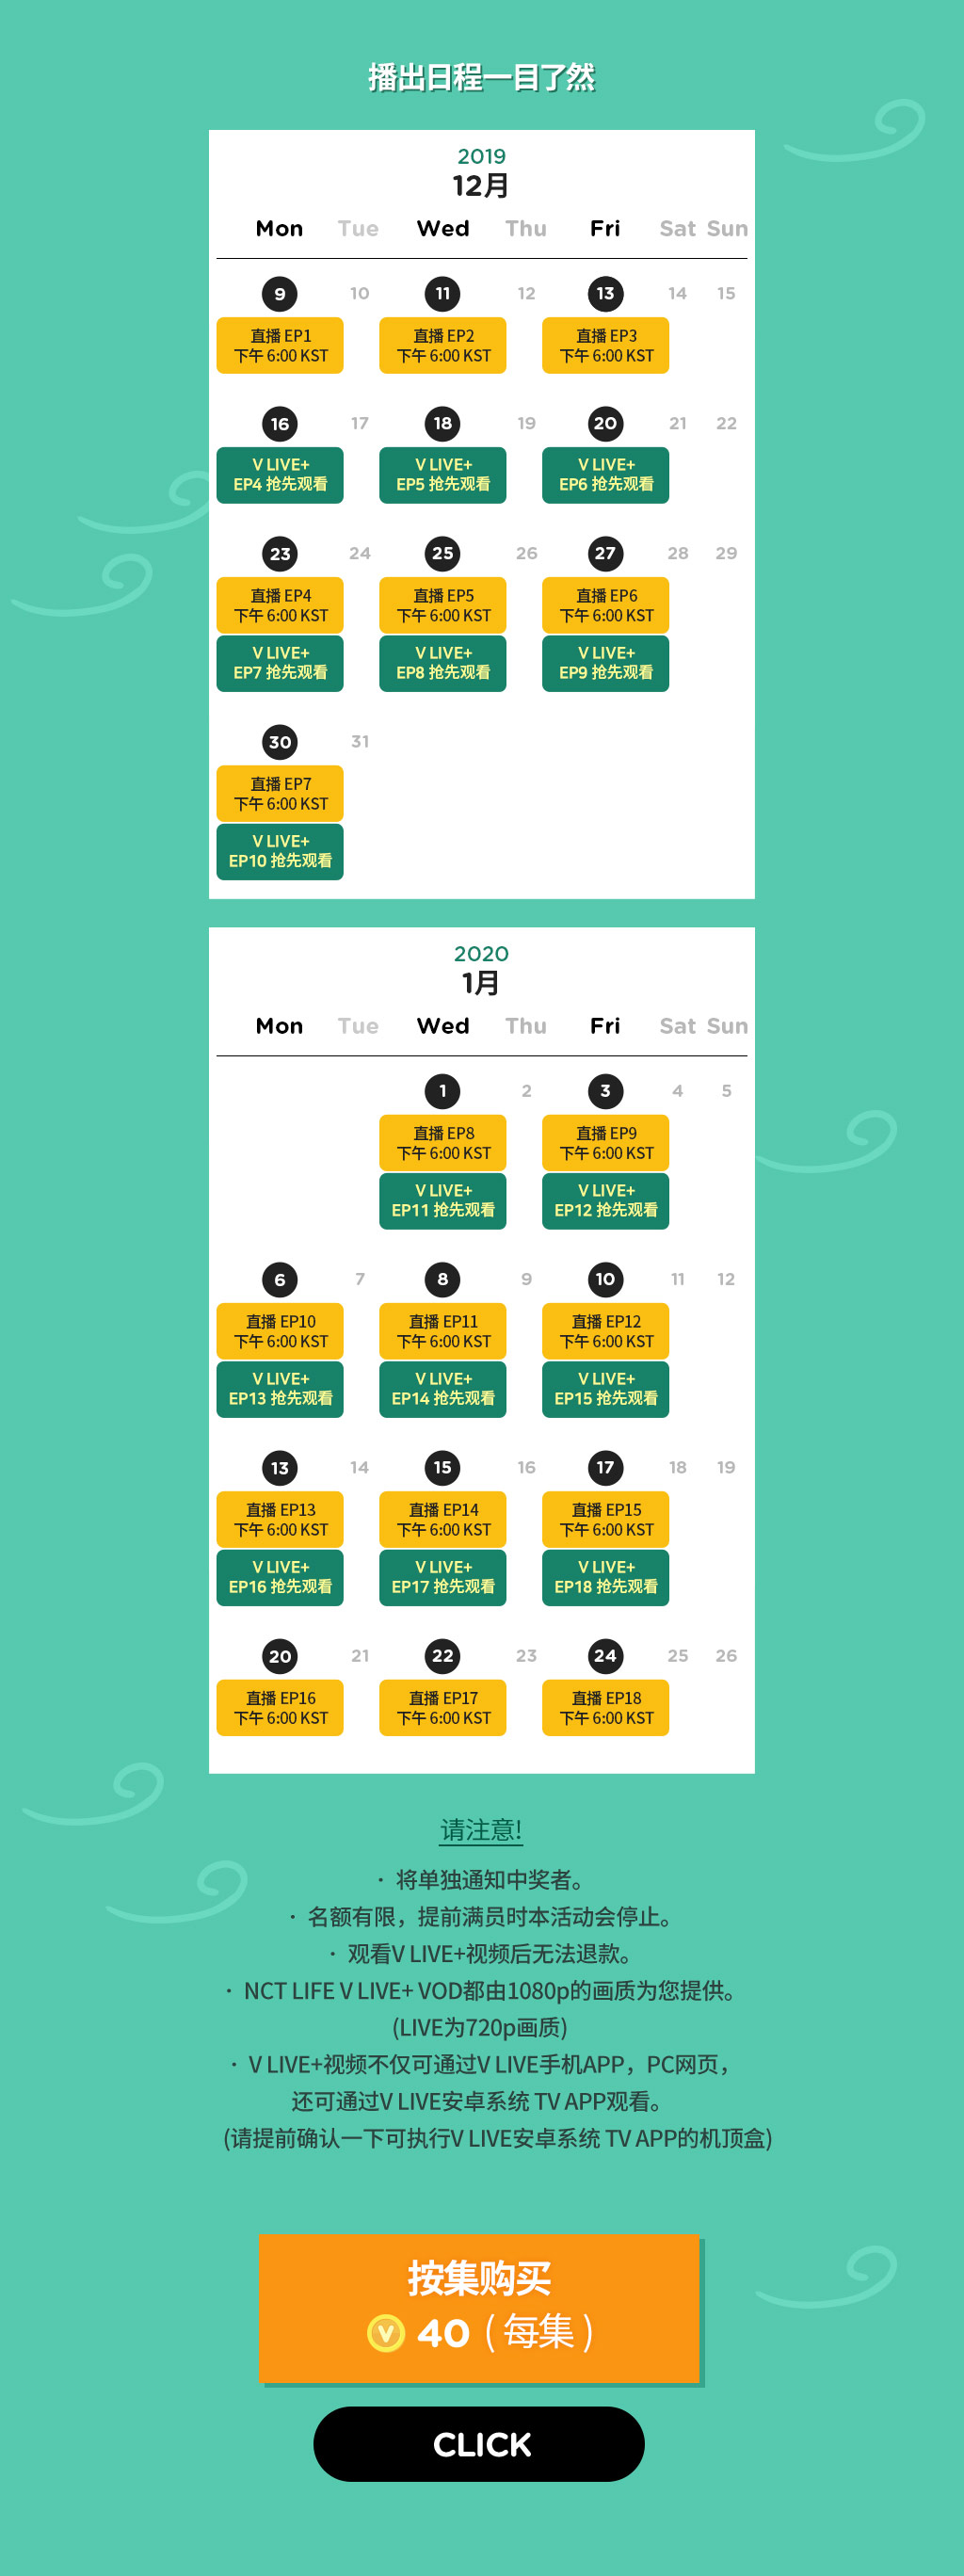 播出日程一目了然
2019
12月
Mon Tue Wed Thu Fri Sat Sun
9 10 11 12 13 14 15
直播 EP1 直播 EP2 直播 EP3
下午 6:00 KST 下午 6:00 KST 下午 6:00 KST
16 17 18 19 20 21 22
V LIVE+ V LIVE+ V LIVE+
EP4 抢先观看 EP5 抢先观看 EP6 抢先观看
23 24 25 26 27 28 29
直播 EP4 直播 EP5 直播 EP6
下午 6:00 KST 下午 6:00 KST 下午 6:00 KST
V LIVE+ V LIVE+ V LIVE+
EP7 抢先观看 EP8 抢先观看 EP9 抢先观看
30 31
直播 EP7
下午 6:00 KST
V LIVE+
EP10 抢先观看
2020
1月
Mon Tue Wed Thu Fri Sat Sun
1 2 3 4 5
直播 EP8 直播 EP9
下午 6:00 KST 下午 6:00 KST
V LIVE+ V LIVE+
EP11 抢先观看 EP12 抢先观看
6 7 8 9 10 11 12
直播 EP10 直播 EP11 直播 EP12
下午 6:00 KST 下午 6:00 KST 下午 6:00 KST
V LIVE+ V LIVE+ V LIVE+
EP13 抢先观看 EP14 抢先观看 EP15 抢先观看
13 14 15 16 17 18 19
直播 EP13 直播 EP14 直播 EP15
下午 6:00 KST 下午 6:00 KST 下午 6:00 KST
V LIVE+ V LIVE+ V LIVE+
EP16 抢先观看 EP17 抢先观看 EP18 抢先观看
20 21 22 23 24 25 26
直播 EP16 直播 EP17 直播 EP18
下午 6:00 KST 下午 6:00 KST 下午 6:00 KST
请注意!
· 将单独通知中奖者。
· 名额有限，提前满员时本活动会停止。
· 观看V LIVE+视频后无法退款。
· NCT LIFE V LIVE+ VOD都由1080p的画质为您提供。
(LIVE为720p画质)
· V LIVE+视频不仅可通过V LIVE手机APP，PC网页，
还可通过V LIVE安卓系统 TV APP观看。
(请提前确认一下可执行V LIVE安卓系统 TV APP的机顶盒)
按集购买
V 40 ( 每集 )
CLICK